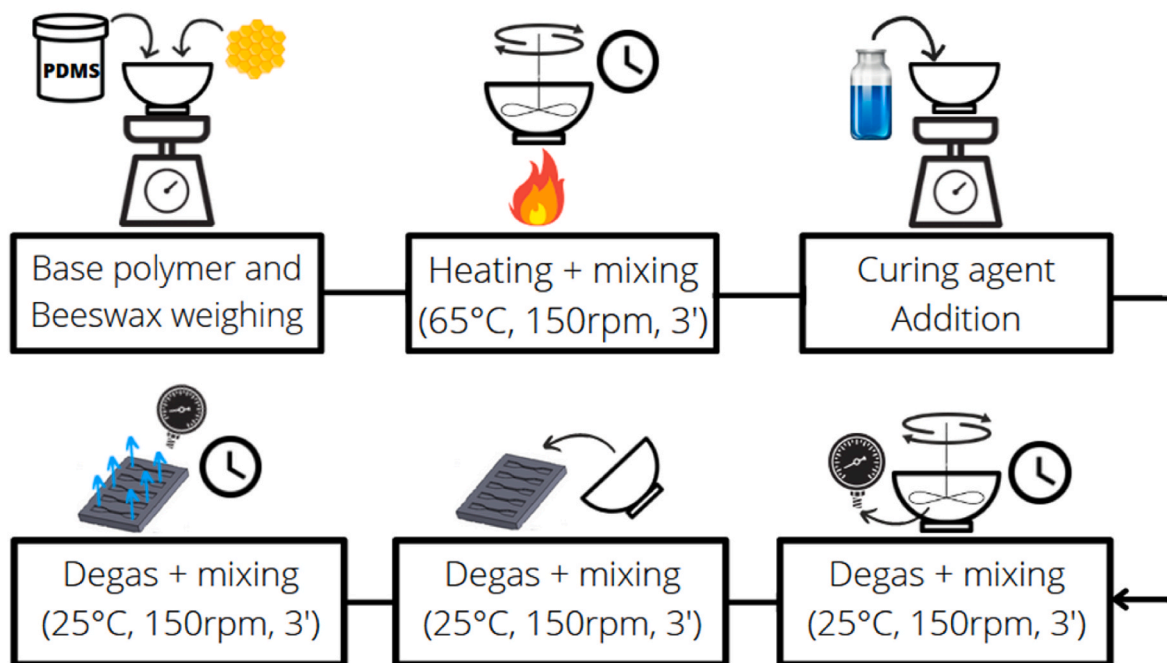 PDMS
Base polymer and
Beeswax weighing
Heating + mixing
(65°C, 150rpm, 3')
Curing agent
Addition
Degas + mixing
(25°C, 150rpm, 3')
Degas + mixing
(25°C, 150rpm, 3')
Degas + mixing
(25°C, 150rpm, 3')